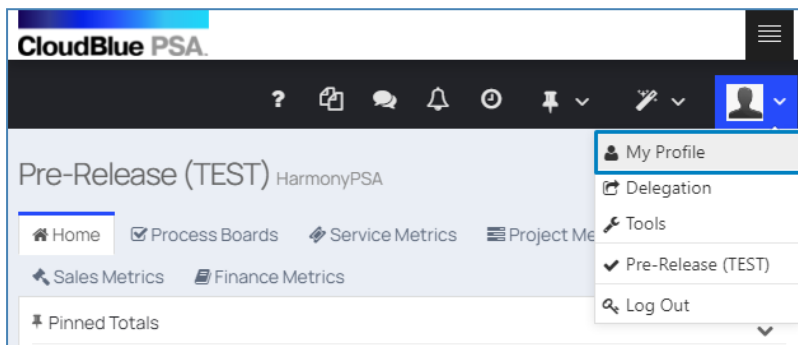 CloudBlue PSA.
?
My Profile
Pre-Release (TEST) HarmonyPSA
Delegation
Tools
Home Process Boards Service Metrics Project Me
Pre-Release (TEST)
Sales Metrics Finance Metrics
Log Out
Pinned Totals